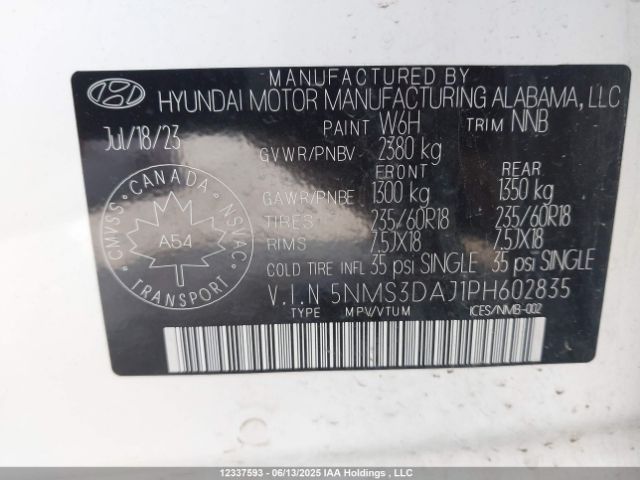 MANUFACTURED BY
HYUNDAI MOTOR MANUFACTURING ALABAMA, LLC
Jul/18/23
PAINT W6H TRIM NNB
GVWR/PNBV 2380 kg
FRONT REAR
GAWR/PNBE 1300 kg 1350 kg
TIRES 235/60R18 235/60R18
RIMS 7.5JX18 7.5JX18
COLD TIRE INFL 35 psi SINGLE 35 psi SINGLE
V.I.N 5NMS3DAJ1PH602835
TYPE MPV/VTUM ICES/NMB-002
CANADA
CMVSS
NSVAC
A54
TRANSPORT
12337593 - 06/13/2025 IMPACT Auctions, LLC